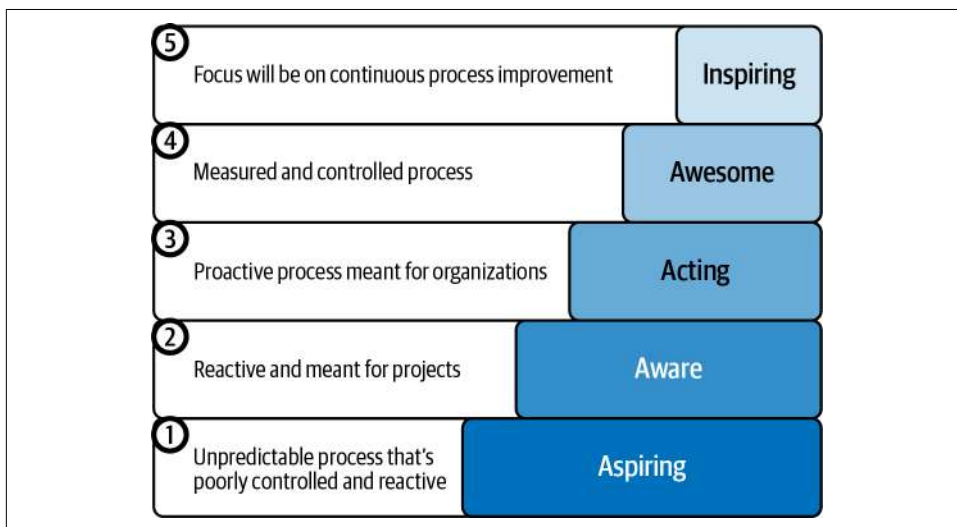 5
Focus will be on continuous process improvement
Inspiring
4
Measured and controlled process
Awesome
3
Proactive process meant for organizations
Acting
2
Reactive and meant for projects
Aware
1
Unpredictable process that's
poorly controlled and reactive
Aspiring